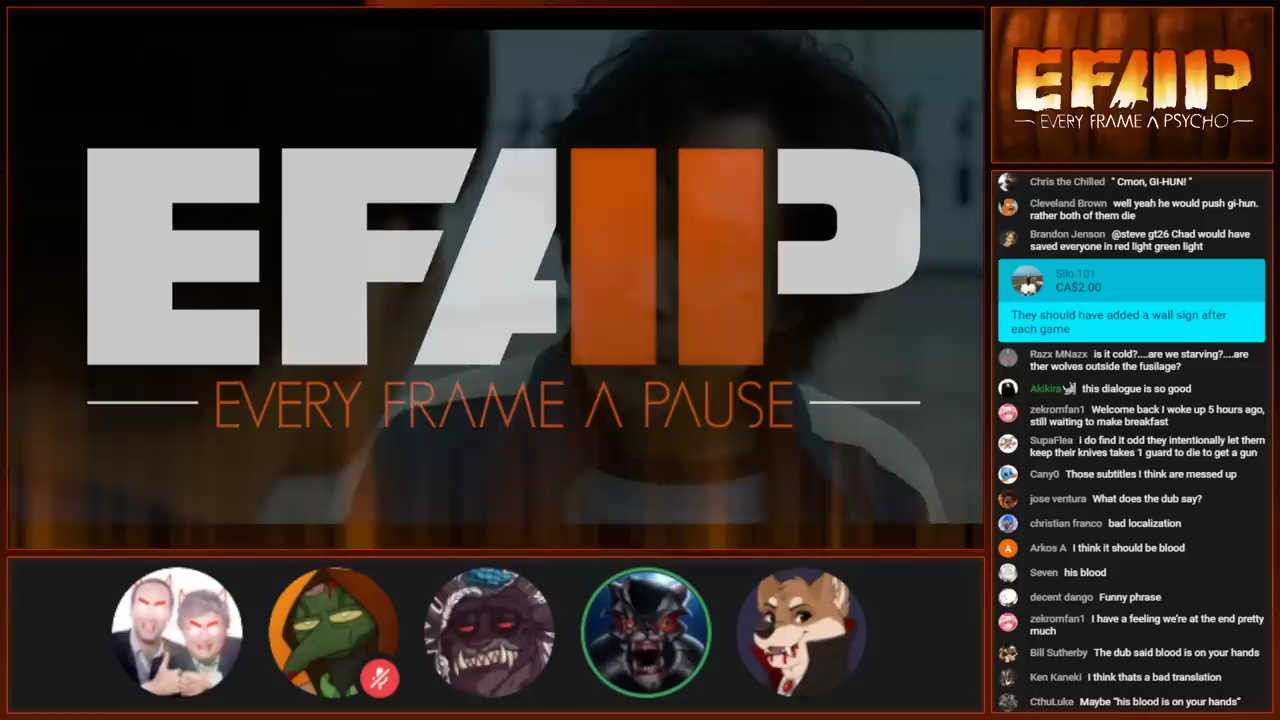 EFAIIP
EVERY FRAME A PAUSE
EFAIIP
EVERY FRAME A PSYCHO
Chris the Chilled " Cmon, GI-HUN! "
Cleveland Brown well yeah he would push gi-hun.
rather both of them die
Brandon Jenson @steve gt26 Chad would have
saved everyone in red light green light
Silo 101
CA$2.00
They should have added a wall sign after
each game
Razx MNazx is it cold?....are we starving?....are
ther wolves outside the fusilage?
Akikira this dialogue is so good
zekromfan1 Welcome back I woke up 5 hours ago,
still waiting to make breakfast
SupaFlea i do find it odd they intentionally let them
keep their knives takes 1 guard to die to get a gun
Cany0 Those subtitles I think are messed up
jose ventura What does the dub say?
christian franco bad localization
A
Arkos A I think it should be blood
Seven his blood
decent dango Funny phrase
zekromfan1 I have a feeling we're at the end pretty
much
Bill Sutherby The dub said blood is on your hands
Ken Kaneki I think thats a bad translation
CthuLuke Maybe "his blood is on your hands"